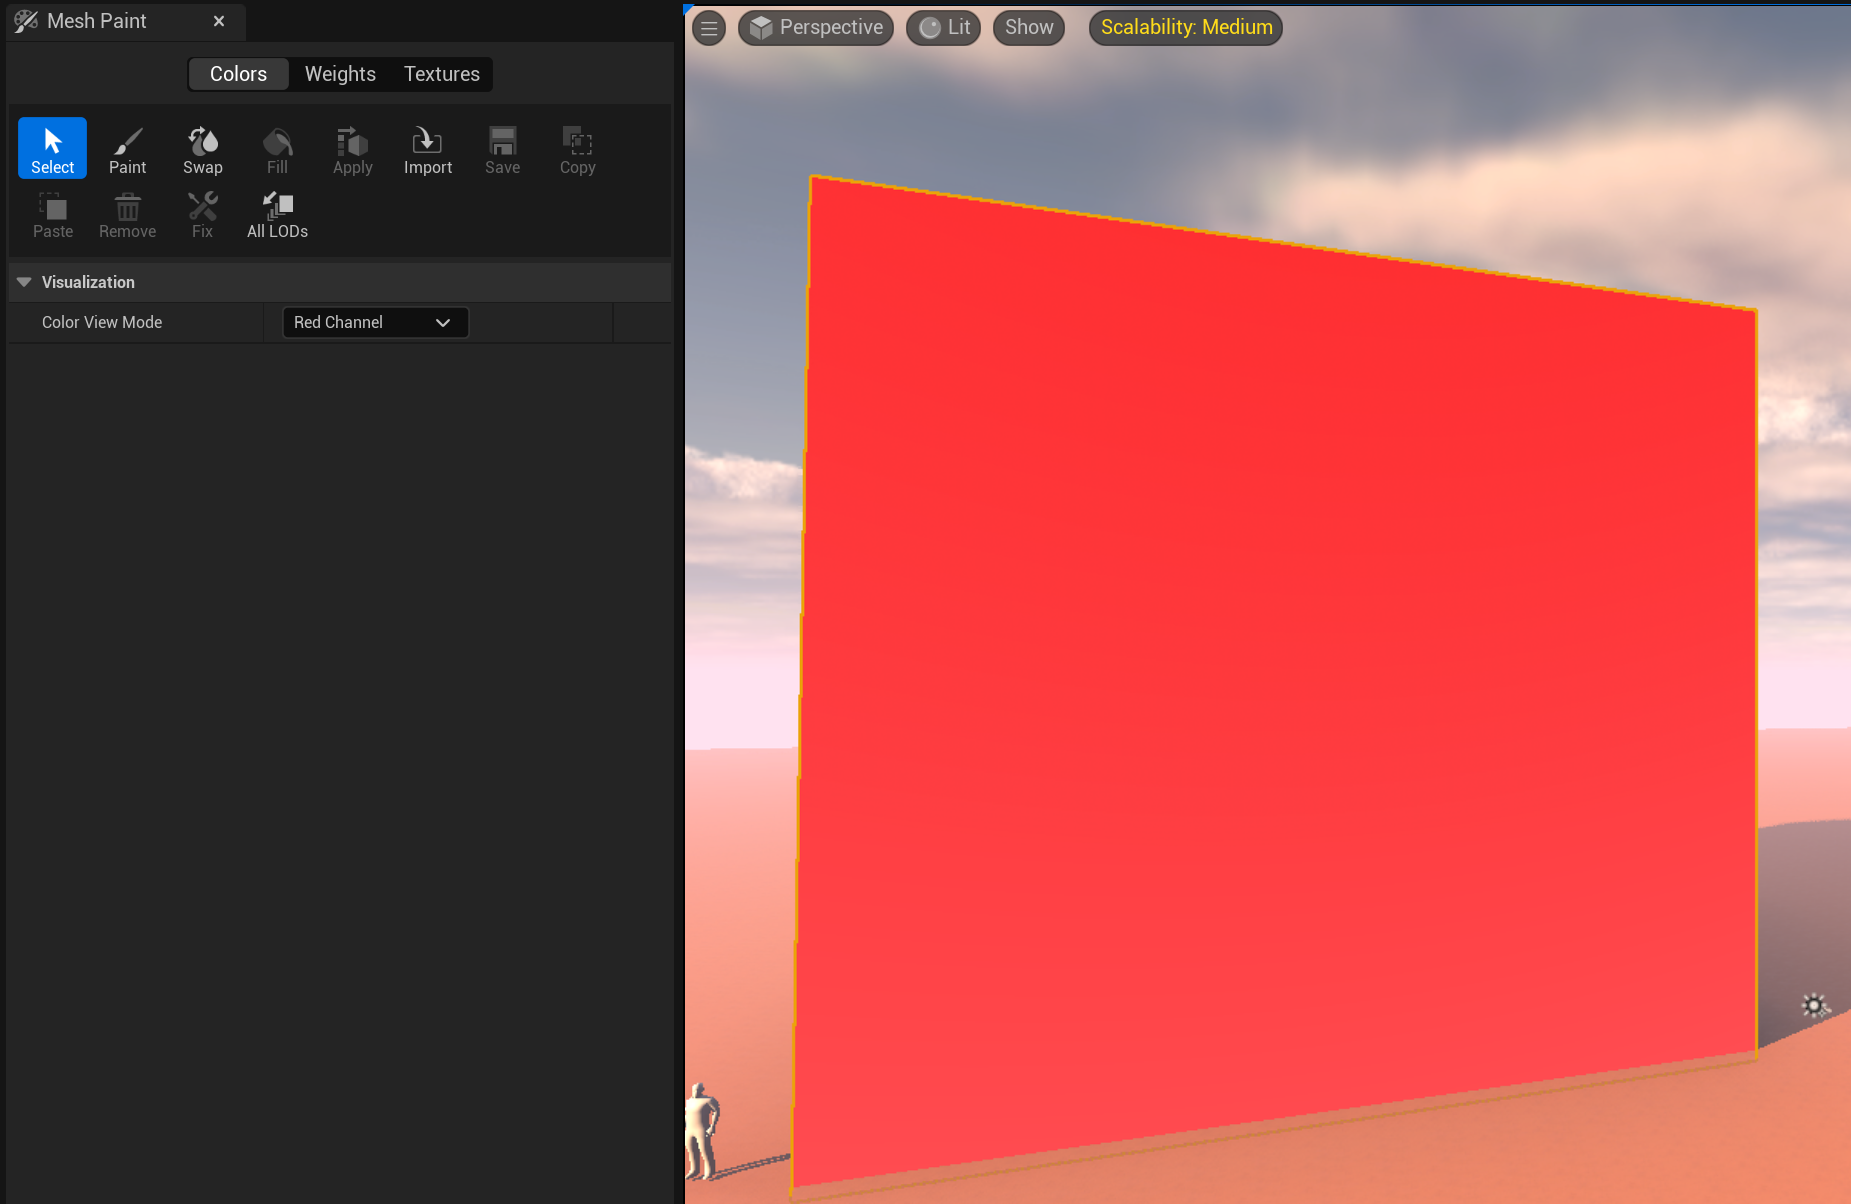 Mesh Paint
Colors Weights Textures
Select Paint Swap Fill Apply Import Save Copy
Paste Remove Fix All LODs
Visualization
Color View Mode Red Channel
Perspective Lit Show Scalability: Medium